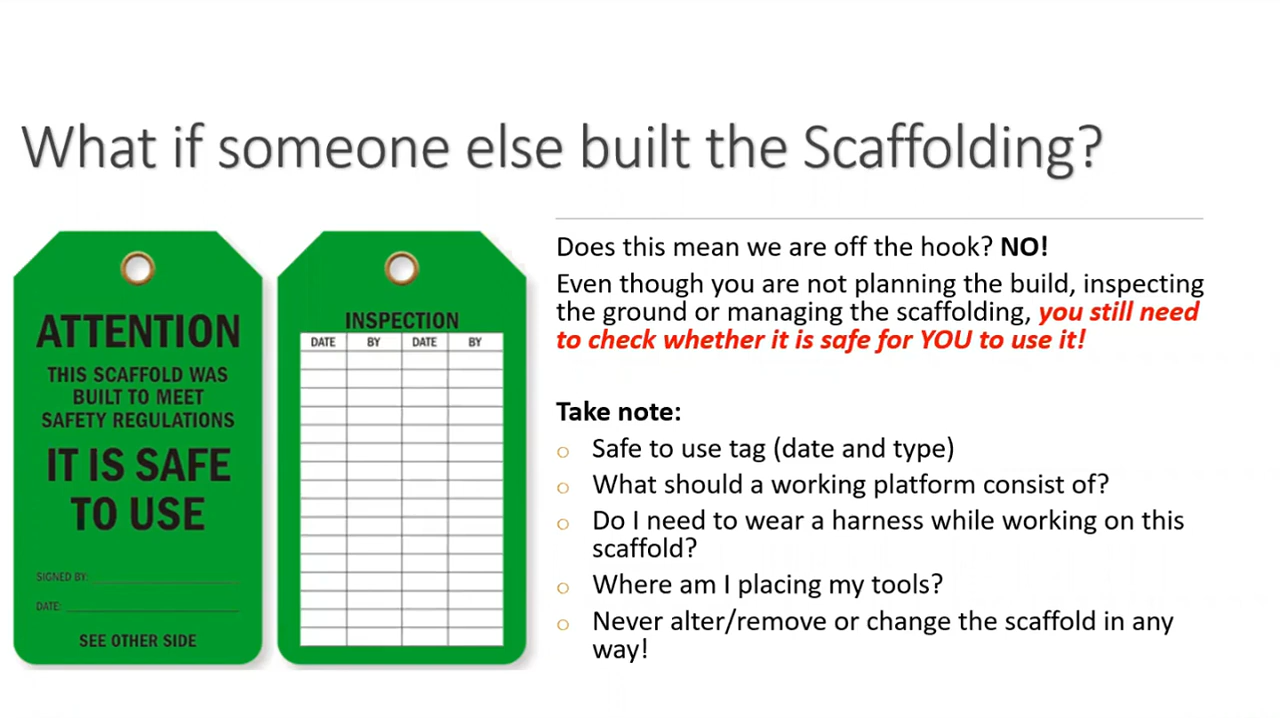 What if someone else built the Scaffolding?
ATTENTION
THIS SCAFFOLD WAS
BUILT TO MEET
SAFETY REGULATIONS
IT IS SAFE
TO USE
SIGNED BY:
DATE:
SEE OTHER SIDE
INSPECTION
DATE BY DATE BY
Does this mean we are off the hook? NO!
Even though you are not planning the build, inspecting
the ground or managing the scaffolding, you still need
to check whether it is safe for YOU to use it!
Take note:
o Safe to use tag (date and type)
o What should a working platform consist of?
o Do I need to wear a harness while working on this
scaffold?
o Where am I placing my tools?
o Never alter/remove or change the scaffold in any
way!